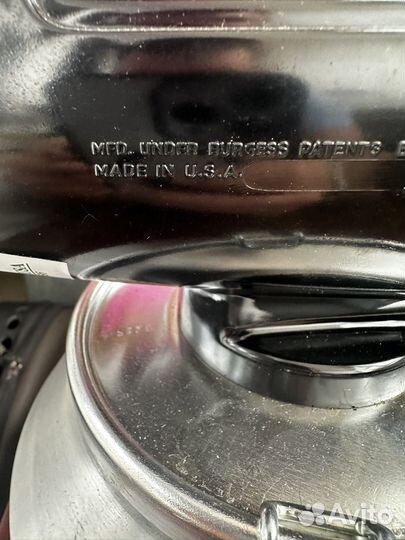 MFD. UNDER BURGESS PATENTS
MADE IN U.S.A.
Avito